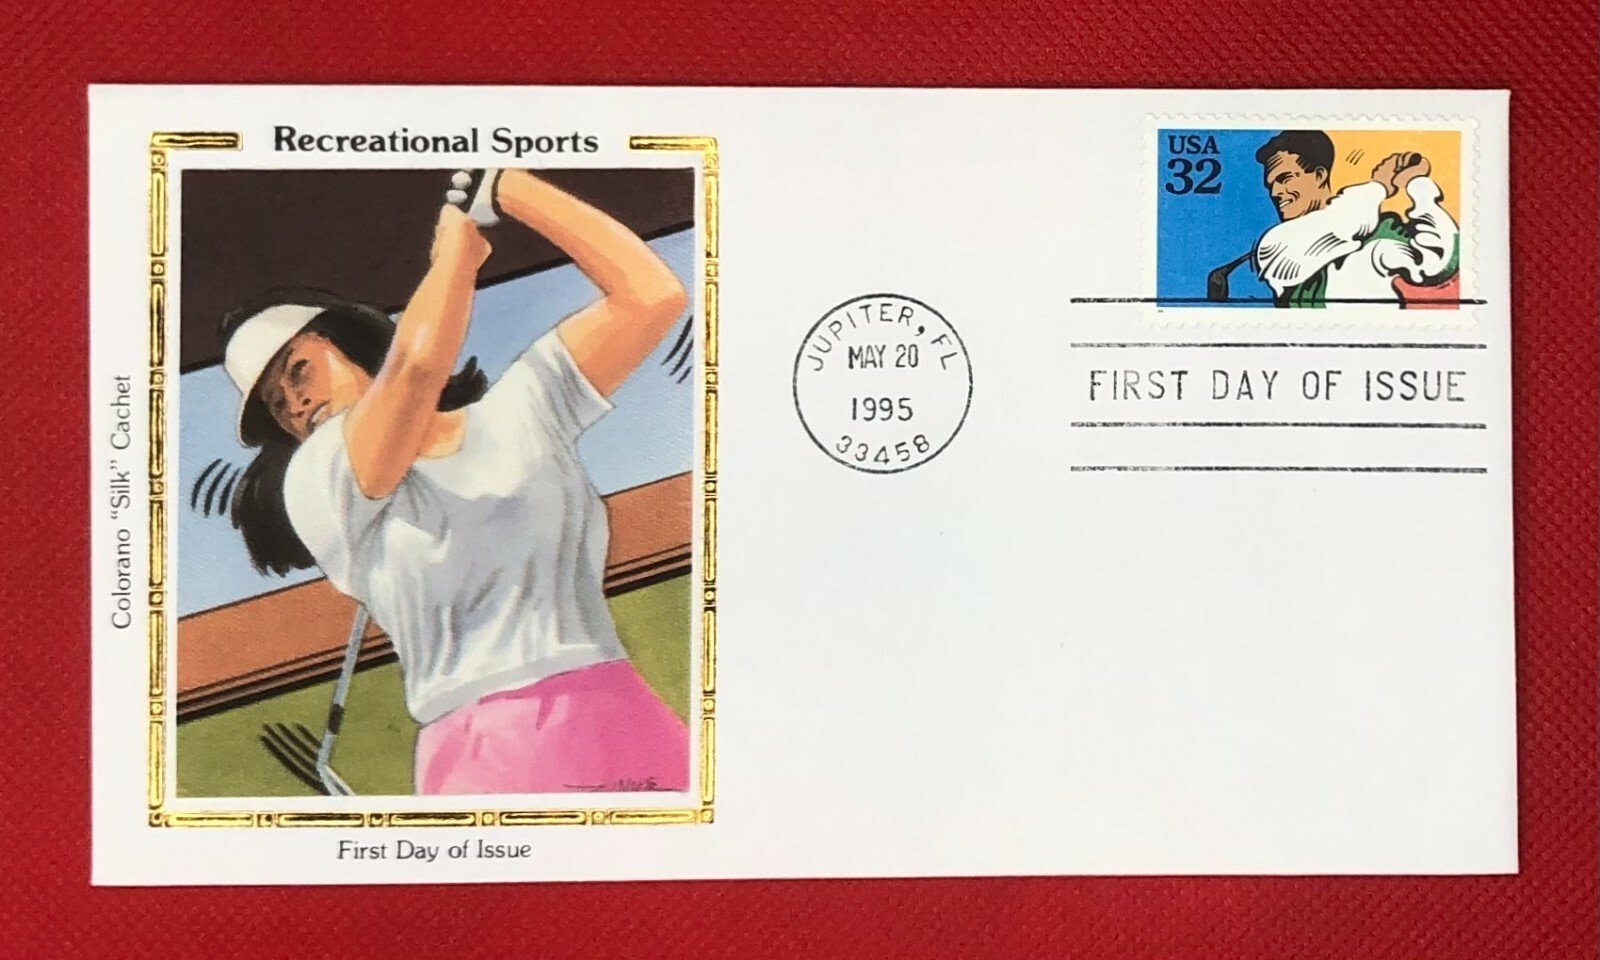 Recreational Sports
Colorano "Silk" Cachet
First Day of Issue
USA
32
JUPITER, FL
MAY 20
1995
33458
FIRST DAY OF ISSUE